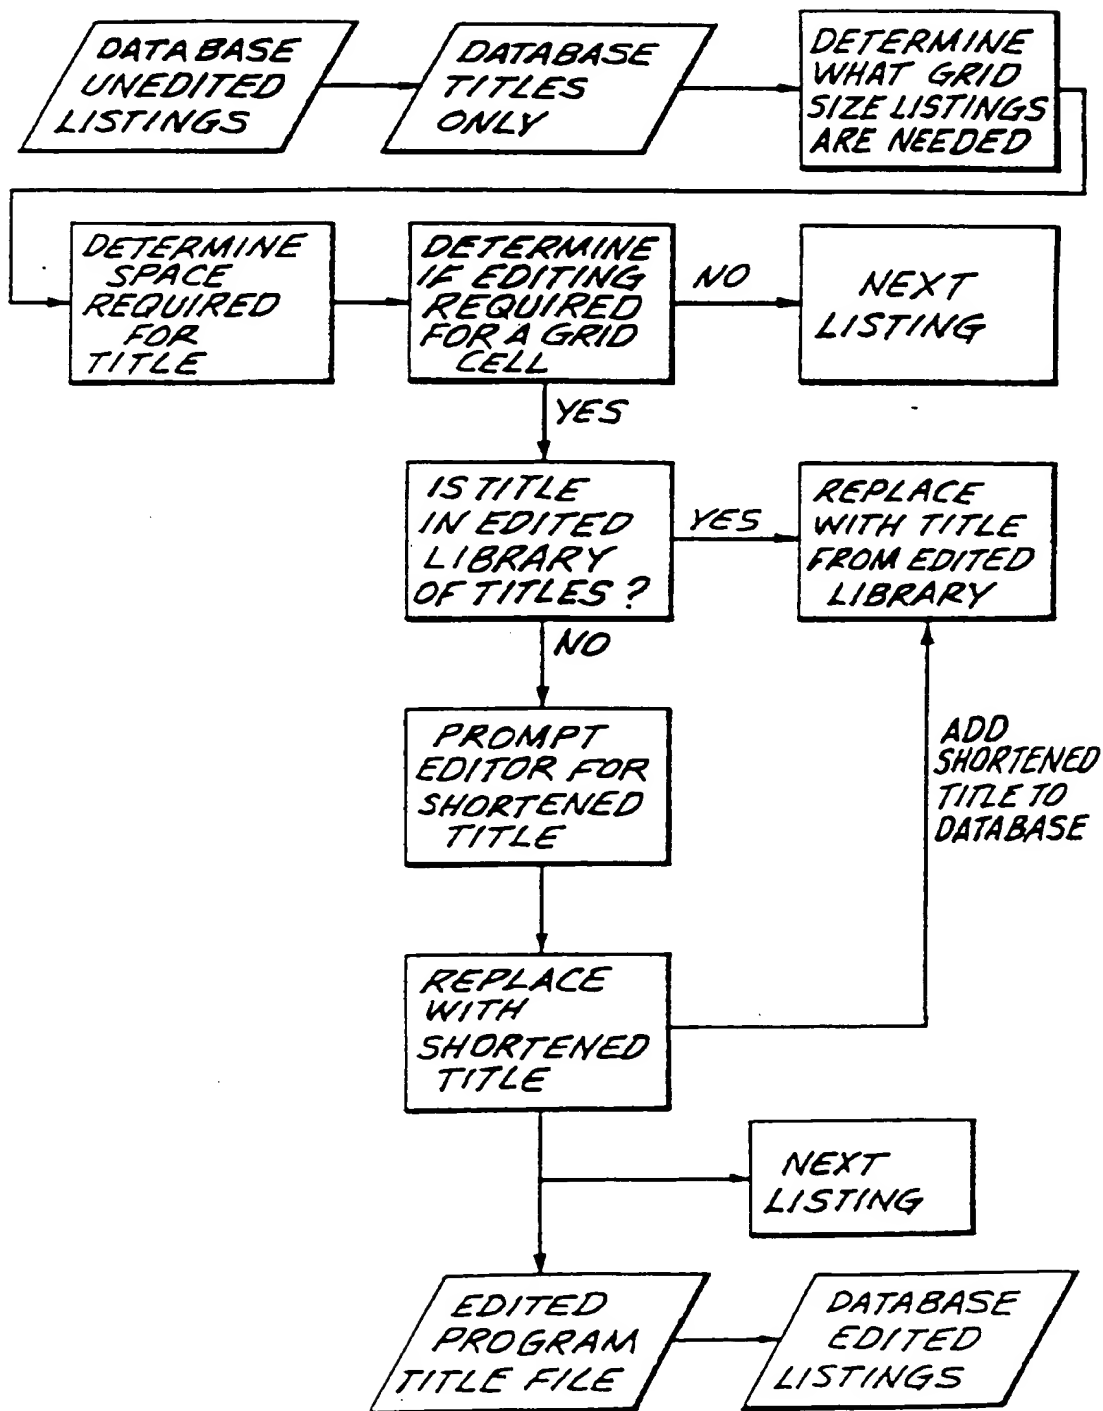 DATABASE
UNEDITED
LISTINGS
DATABASE
TITLES
ONLY
DETERMINE
WHAT GRID
SIZE LISTINGS
ARE NEEDED
DETERMINE
SPACE
REQUIRED
FOR
TITLE
DETERMINE
IF EDITING
REQUIRED
FOR A GRID
CELL
NO
NEXT
LISTING
YES
IS TITLE
IN EDITED
LIBRARY
OF TITLES?
YES
REPLACE
WITH TITLE
FROM EDITED
LIBRARY
NO
PROMPT
EDITOR FOR
SHORTENED
TITLE
ADD
SHORTENED
TITLE TO
DATABASE
REPLACE
WITH
SHORTENED
TITLE
NEXT
LISTING
EDITED
PROGRAM
TITLE FILE
DATABASE
EDITED
LISTINGS